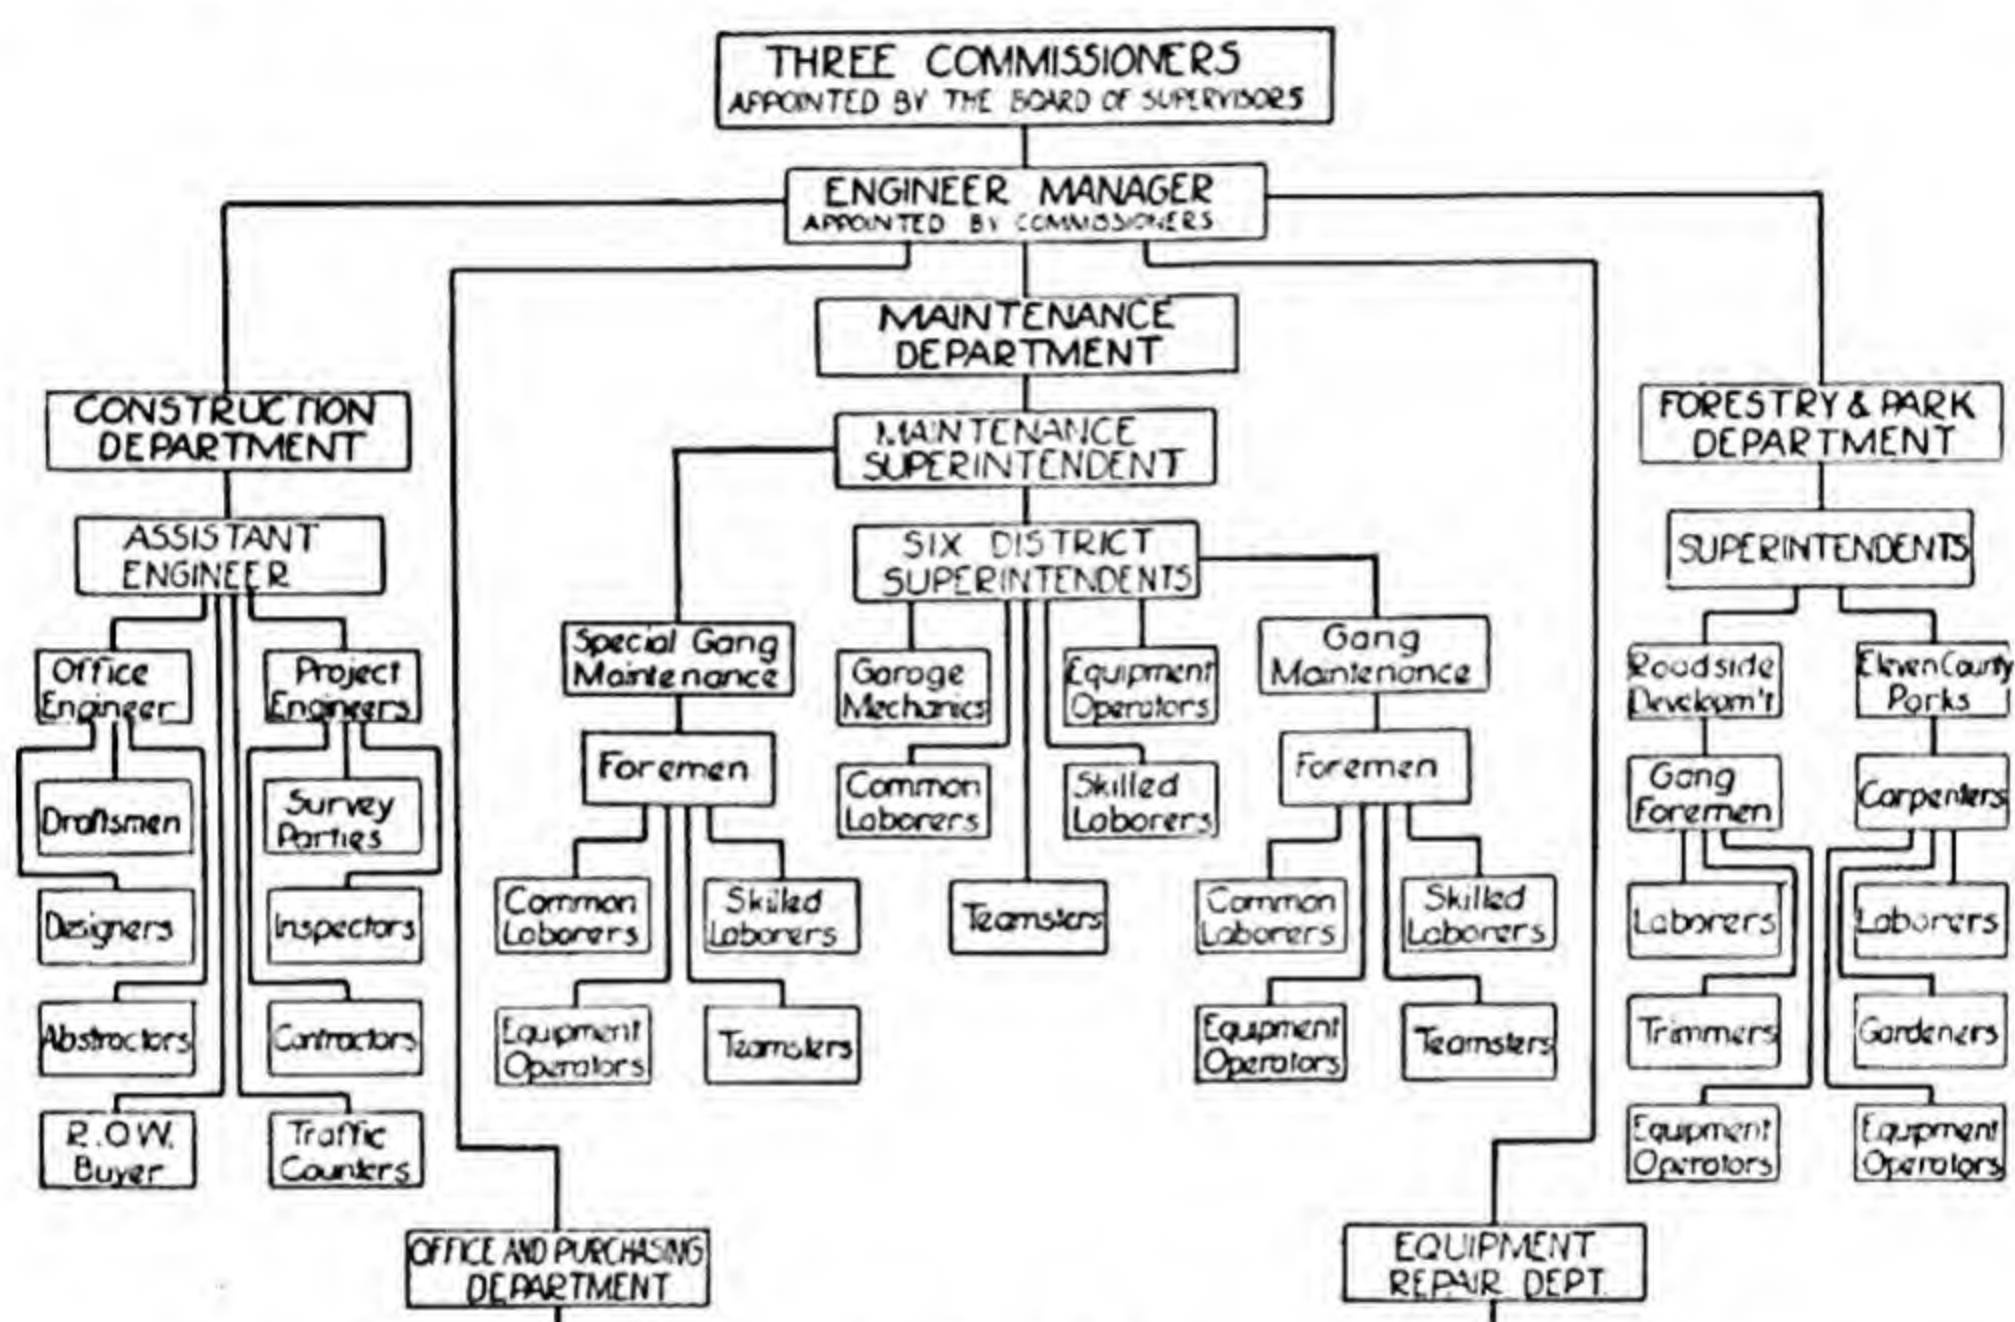 THREE COMMISSIONERS
APPOINTED BY THE BOARD OF SUPERVISORS
ENGINEER MANAGER
APPOINTED BY COMMISSIONERS
MAINTENANCE
DEPARTMENT
CONSTRUCTION
DEPARTMENT
FORESTRY & PARK
DEPARTMENT
MAINTENANCE
SUPERINTENDENT
ASSISTANT
ENGINEER
SIX DISTRICT
SUPERINTENDENTS
SUPERINTENDENTS
Office
Engineer
Project
Engineers
Special Gang
Maintenance
Garage
Mechanics
Equipment
Operators
Gang
Maintenance
Roadside
Developm't
Eleven County
Parks
Draftsmen
Survey
Parties
Foremen
Common
Laborers
Skilled
Laborers
Foremen
Gang
Foremen
Carpenters
Designers
Inspectors
Common
Laborers
Skilled
Laborers
Teamsters
Common
Laborers
Skilled
Laborers
Laborers
Laborers
Abstractors
Contractors
Equipment
Operators
Teamsters
Equipment
Operators
Teamsters
Trimmers
Gardeners
R.O.W.
Buyer
Traffic
Counters
Equipment
Operators
Equipment
Operators
OFFICE AND PURCHASING
DEPARTMENT
EQUIPMENT
REPAIR DEPT.